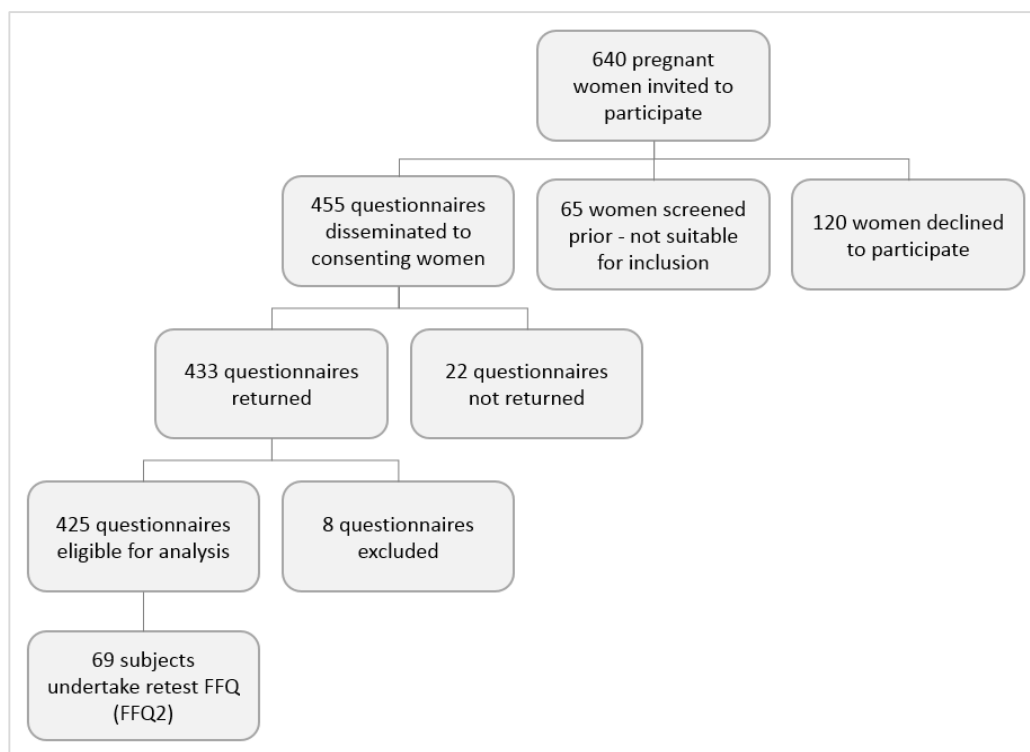 640 pregnant
women invited to
participate
455 questionnaires
disseminated to
consenting women
65 women screened
prior - not suitable
for inclusion
120 women declined
to participate
433 questionnaires
returned
22 questionnaires
not returned
425 questionnaires
eligible for analysis
8 questionnaires
excluded
69 subjects
undertake retest FFQ
(FFQ2)